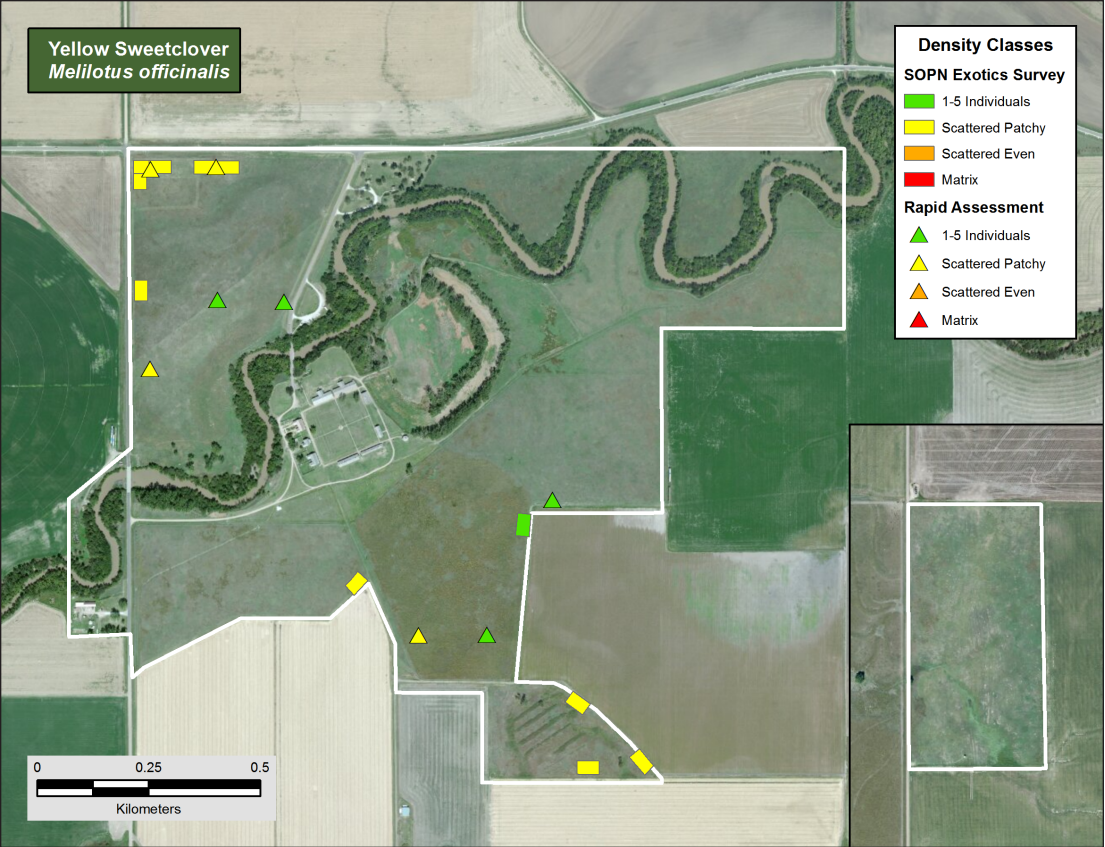 Yellow Sweetclover
Melilotus officinalis
Density Classes
SOPN Exotics Survey
1-5 Individuals
Scattered Patchy
Scattered Even
Matrix
Rapid Assessment
1-5 Individuals
Scattered Patchy
Scattered Even
Matrix
0 0.25 0.5
Kilometers